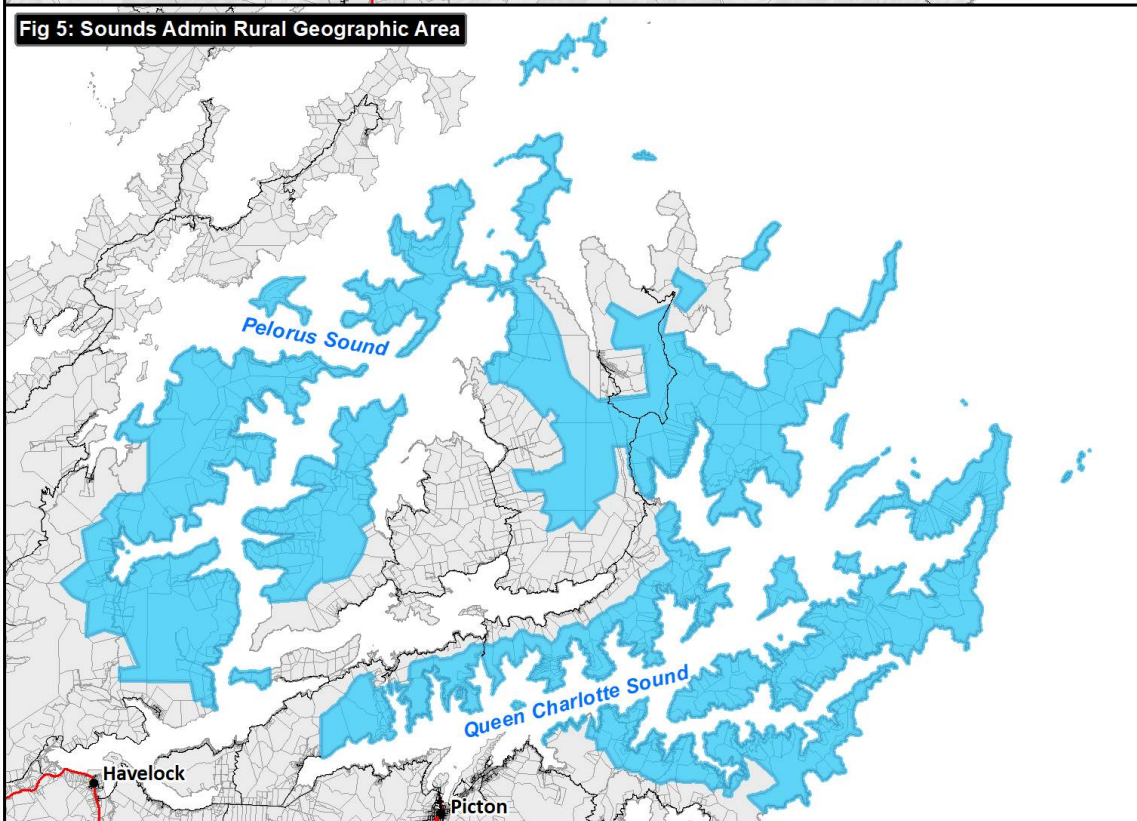 Fig 5: Sounds Admin Rural Geographic Area
Pelorus Sound
Queen Charlotte Sound
Havelock
Picton